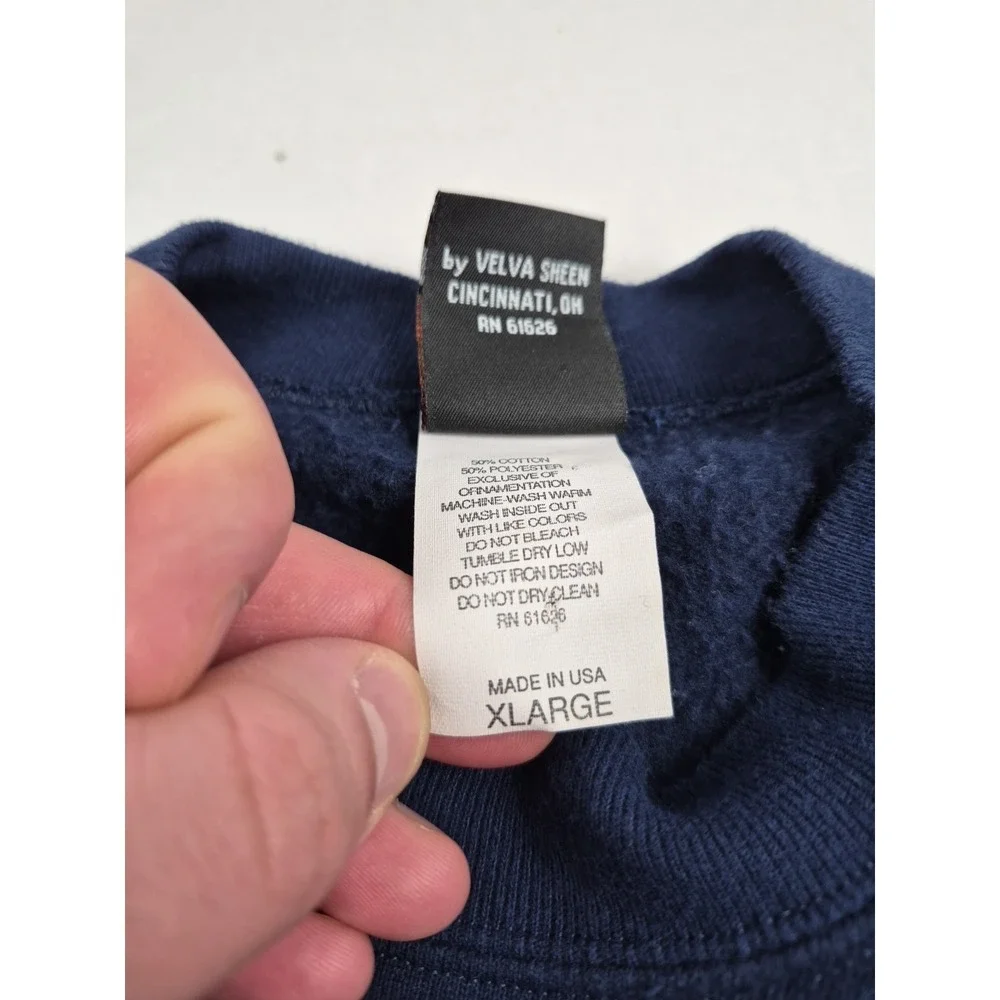 by VELVA SHEEN
CINCINNATI, OH
RN 61626
50% COTTON
50% POLYESTER
EXCLUSIVE OF
ORNAMENTATION
MACHINE-WASH WARM
WASH INSIDE OUT
WITH LIKE COLORS
DO NOT BLEACH
TUMBLE DRY LOW
DO NOT IRON DESIGN
DO NOT DRY CLEAN
RN 61626
MADE IN USA
XLARGE